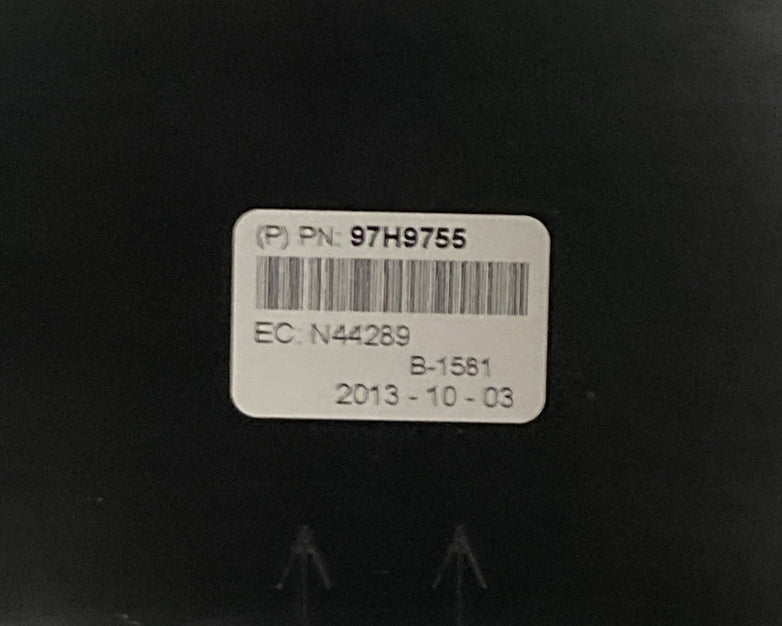 (P) PN: 97H9755
EC: N44289
B-1581
2013 - 10 - 03